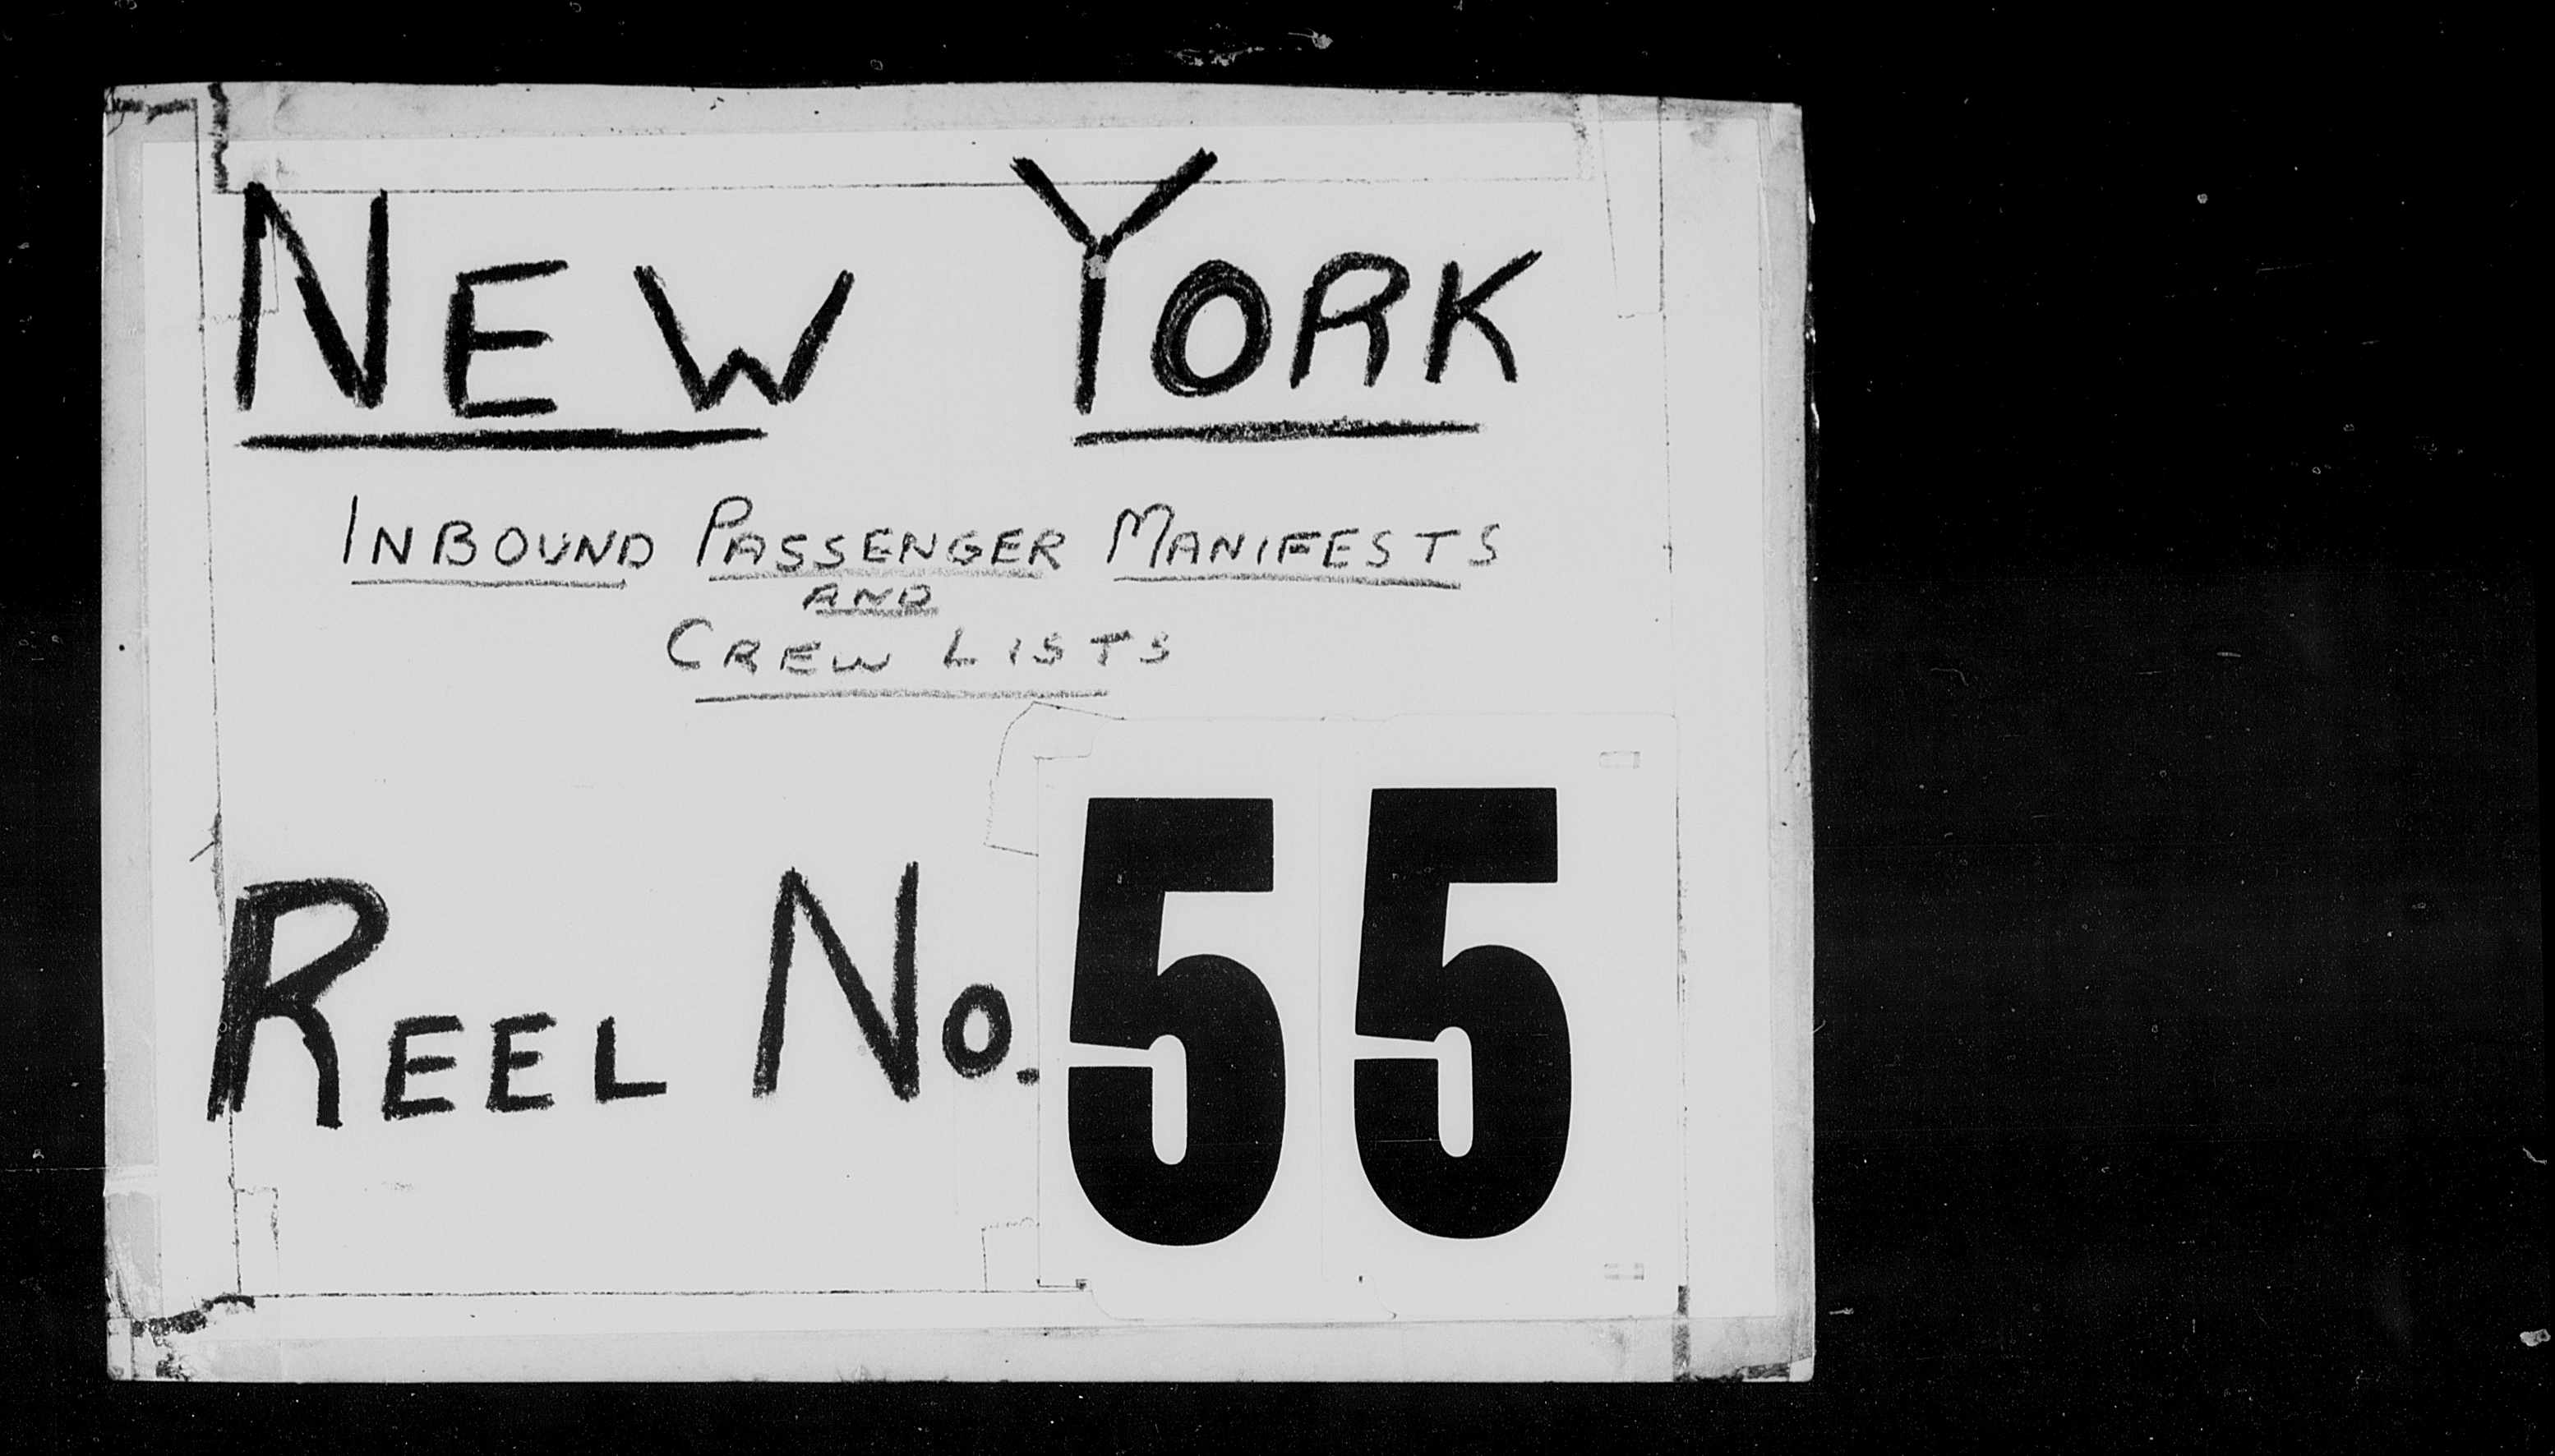 NEW YORK
INBOUND PASSENGER MANIFESTS
AND
CREW LISTS
REEL NO. 55